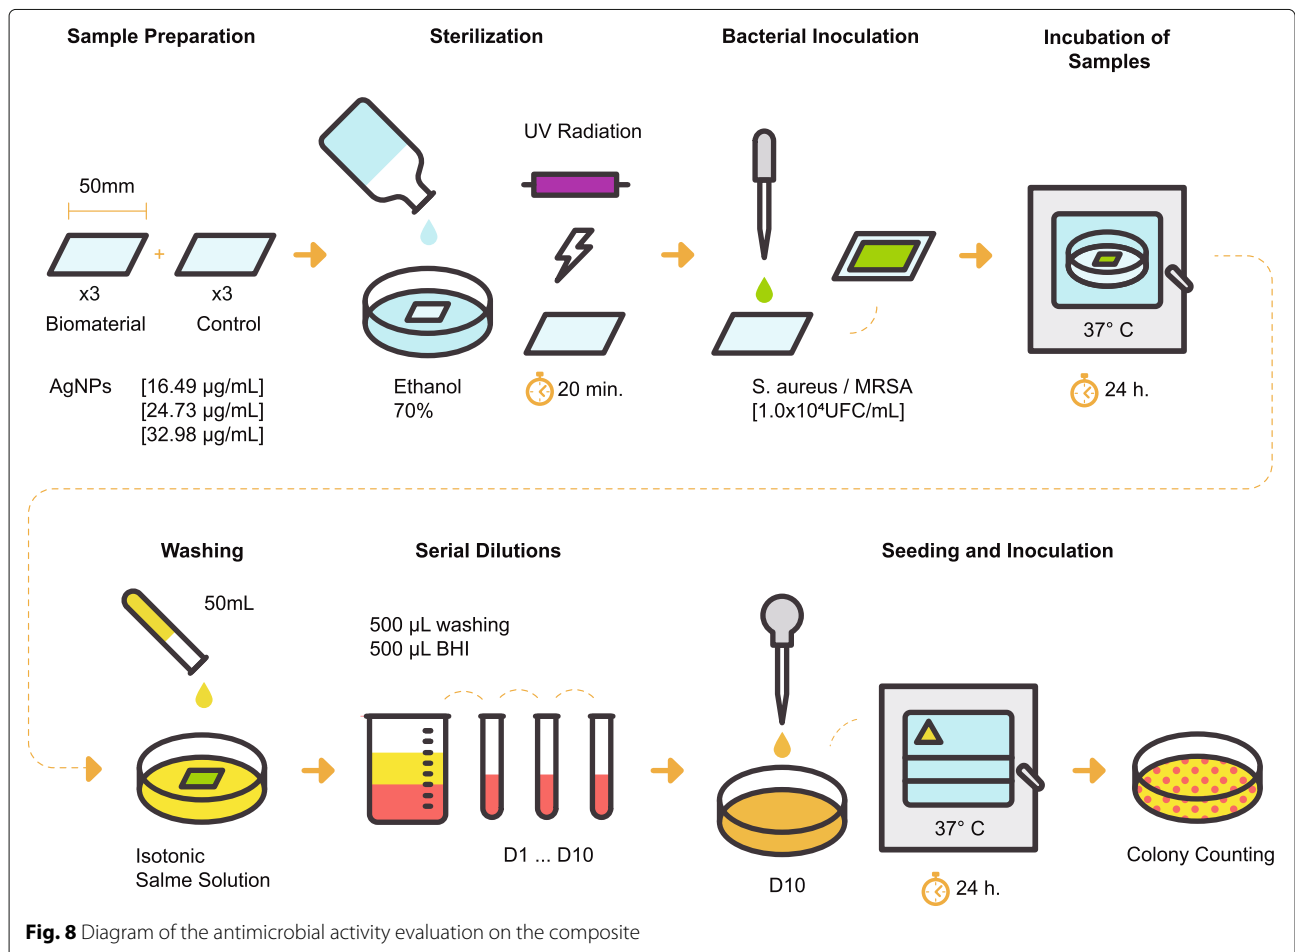 Sample Preparation
Sterilization
Bacterial Inoculation
Incubation of
Samples
50mm
+
x3
Biomaterial
x3
Control
AgNPs [16.49 µg/mL]
[24.73 µg/mL]
[32.98 µg/mL]
UV Radiation
Ethanol
70%
20 min.
S. aureus / MRSA
[1.0x10⁴UFC/mL]
37° C
24 h.
Washing
Serial Dilutions
Seeding and Inoculation
50mL
Isotonic
Salme Solution
500 µL washing
500 µL BHI
D1 ... D10
D10
37° C
24 h.
Colony Counting
Fig. 8 Diagram of the antimicrobial activity evaluation on the composite